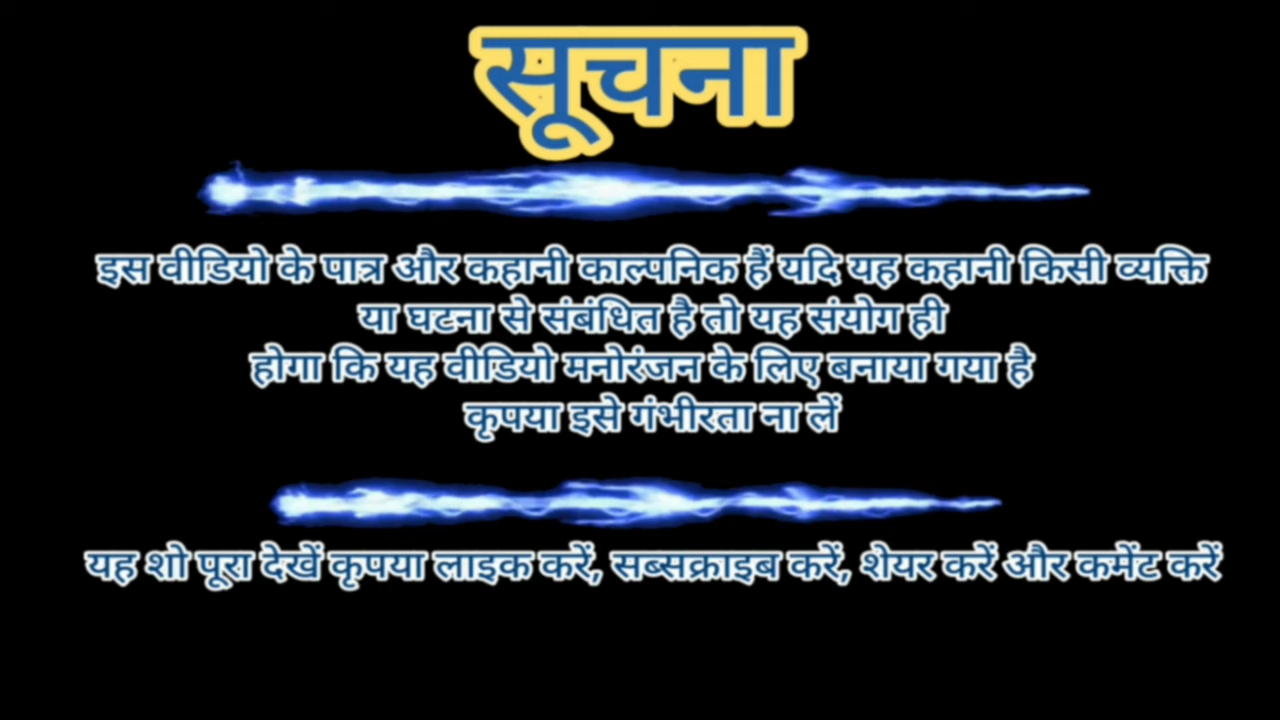 सूचना
इस वीडियो के पात्र और कहानी काल्पनिक हैं यदि यह कहानी किसी व्यक्ति
या घटना से संबंधित है तो यह संयोग ही
होगा कि यह वीडियो मनोरंजन के लिए बनाया गया है
कृपया इसे गंभीरता ना लें
यह शो पूरा देखें कृपया लाइक करें, सब्सक्राइब करें, शेयर करें और कमेंट करें